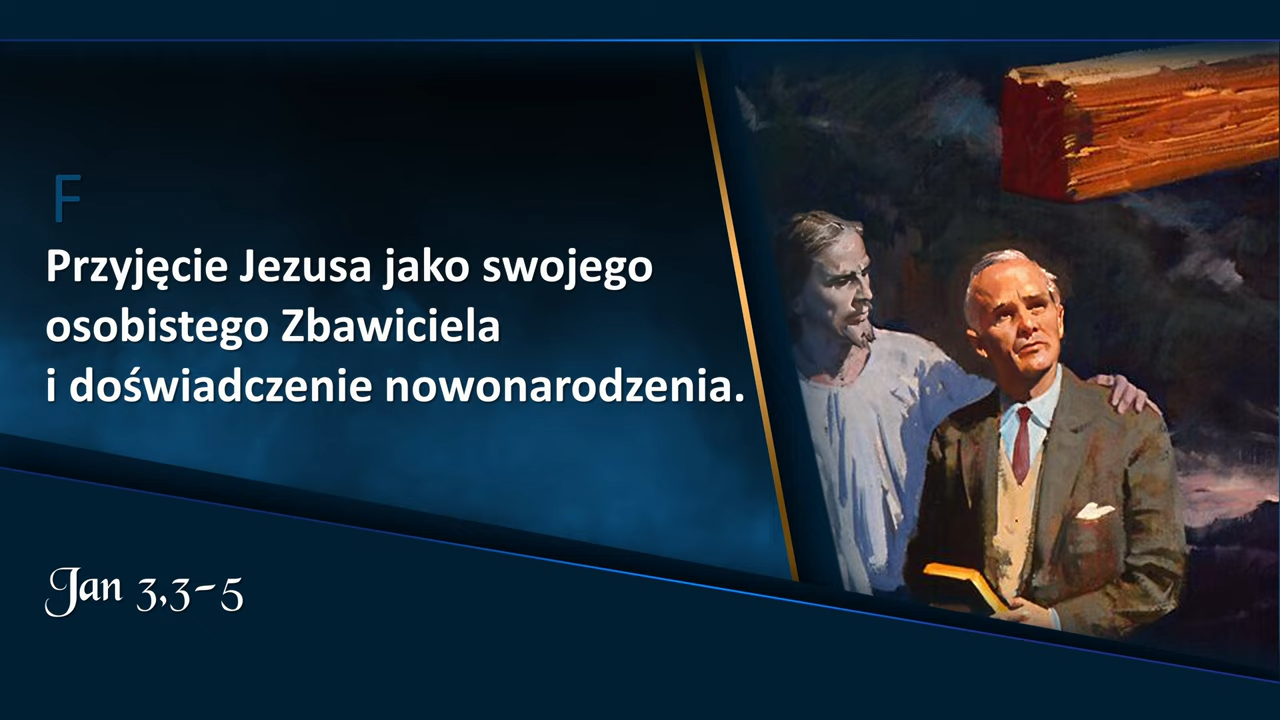 F
Przyjęcie Jezusa jako swojego
osobistego Zbawiciela
i doświadczenie nowonarodzenia.
Jan 3,3-5